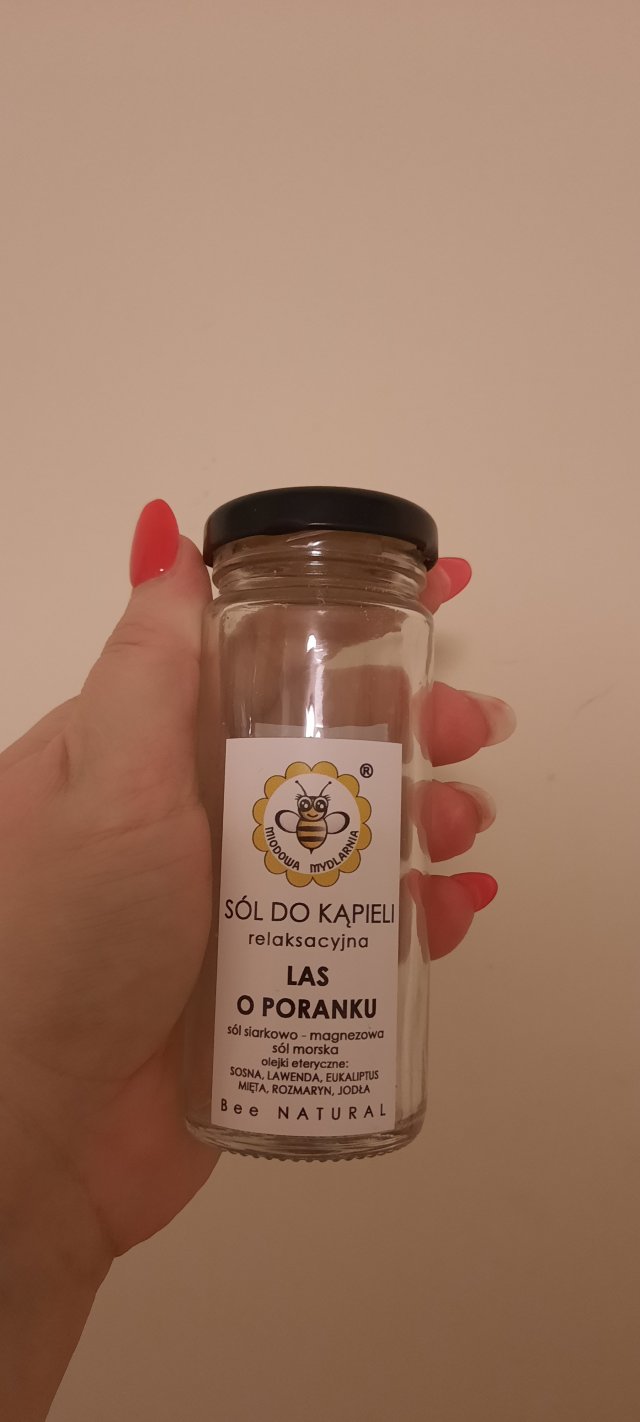 ®
MIODOWA MYDLARNIA
SÓL DO KĄPIELI
relaksacyjna
LAS
O PORANKU
sól siarkowo - magnezowa
sól morska
olejki eteryczne:
SOSNA, LAWENDA, EUKALIPTUS
MIĘTA, ROZMARYN, JODŁA
Bee NATURAL